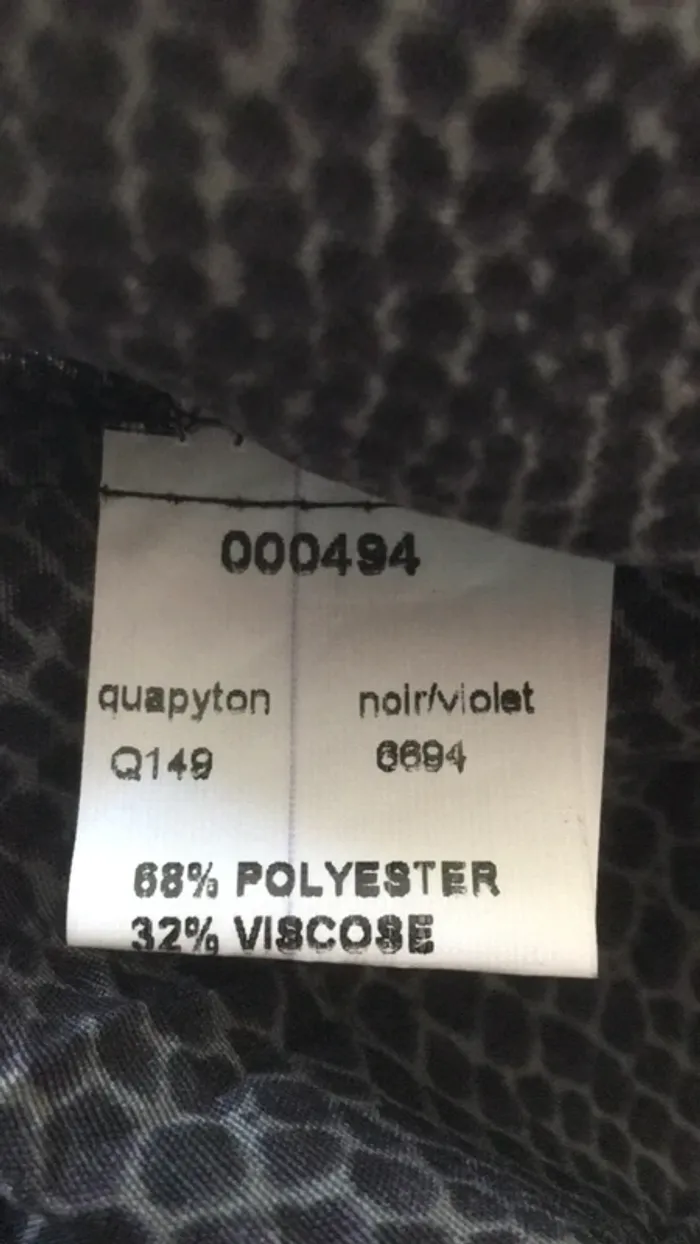 000494
quapyton noir/violet
Q149 6694
68% POLYESTER
32% VISCOSE